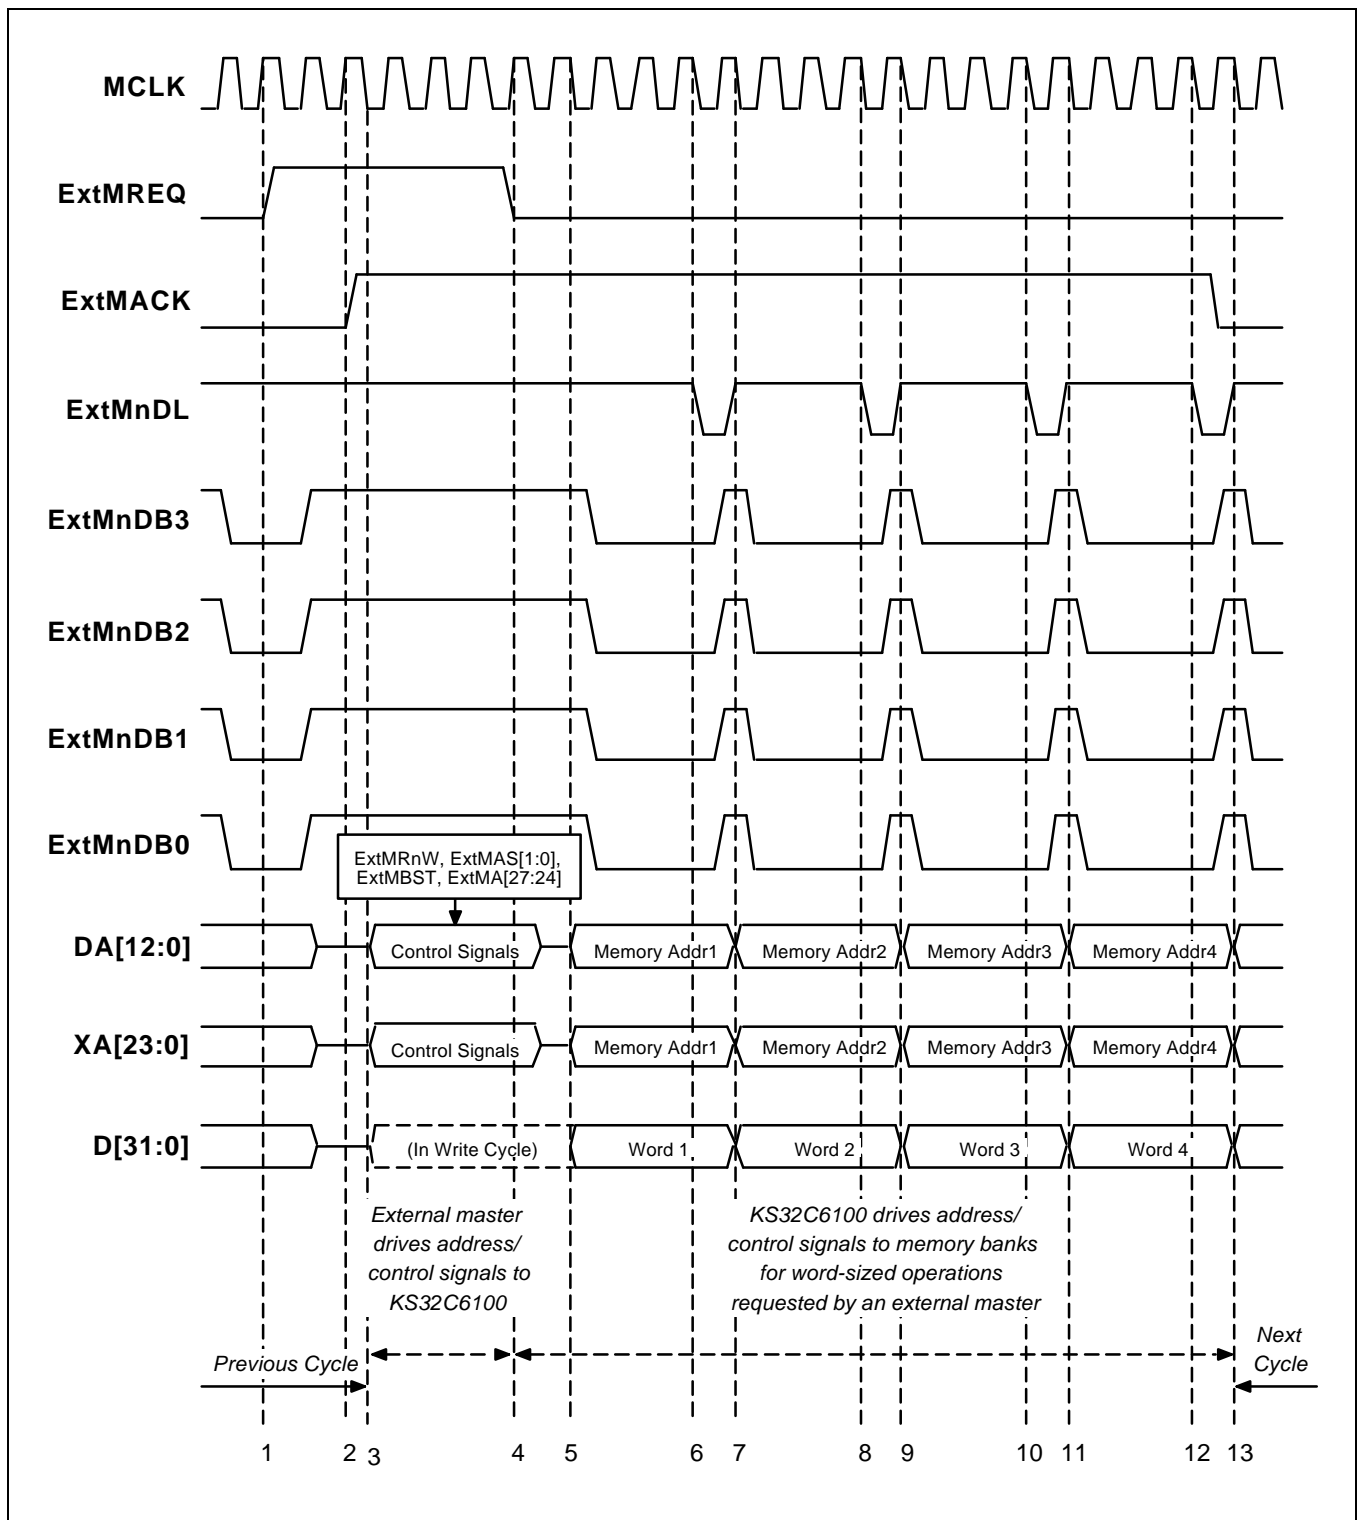 MCLK
ExtMREQ
ExtMACK
ExtMnDL
ExtMnDB3
ExtMnDB2
ExtMnDB1
ExtMnDB0
ExtMRnW, ExtMAS[1:0],
ExtMBST, ExtMA[27:24]
DA[12:0] Control Signals Memory Addr1 Memory Addr2 Memory Addr3 Memory Addr4
XA[23:0] Control Signals Memory Addr1 Memory Addr2 Memory Addr3 Memory Addr4
D[31:0] (In Write Cycle) Word 1 Word 2 Word 3 Word 4
External master
drives address/
control signals to
KS32C6100
KS32C6100 drives address/
control signals to memory banks
for word-sized operations
requested by an external master
Previous Cycle
Next
Cycle
1 2 3 4 5 6 7 8 9 10 11 12 13